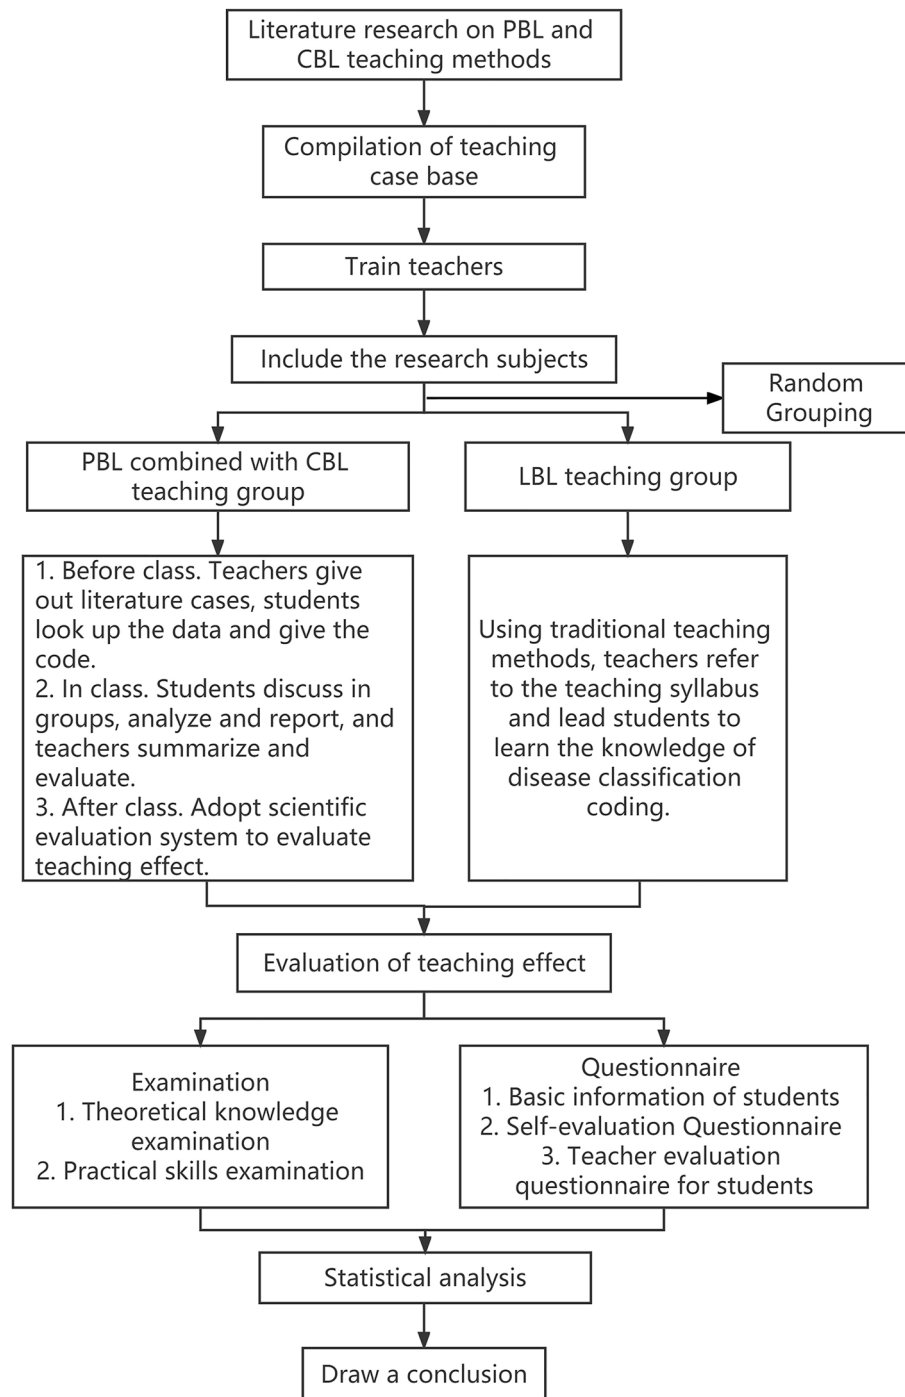 Literature research on PBL and
CBL teaching methods
Compilation of teaching
case base
Train teachers
Include the research subjects
Random
Grouping
PBL combined with CBL
teaching group
LBL teaching group
1. Before class. Teachers give
out literature cases, students
look up the data and give the
code.
2. In class. Students discuss in
groups, analyze and report, and
teachers summarize and
evaluate.
3. After class. Adopt scientific
evaluation system to evaluate
teaching effect.
Using traditional teaching
methods, teachers refer
to the teaching syllabus
and lead students to
learn the knowledge of
disease classification
coding.
Evaluation of teaching effect
Examination
1. Theoretical knowledge
examination
2. Practical skills examination
Questionnaire
1. Basic information of students
2. Self-evaluation Questionnaire
3. Teacher evaluation
questionnaire for students
Statistical analysis
Draw a conclusion